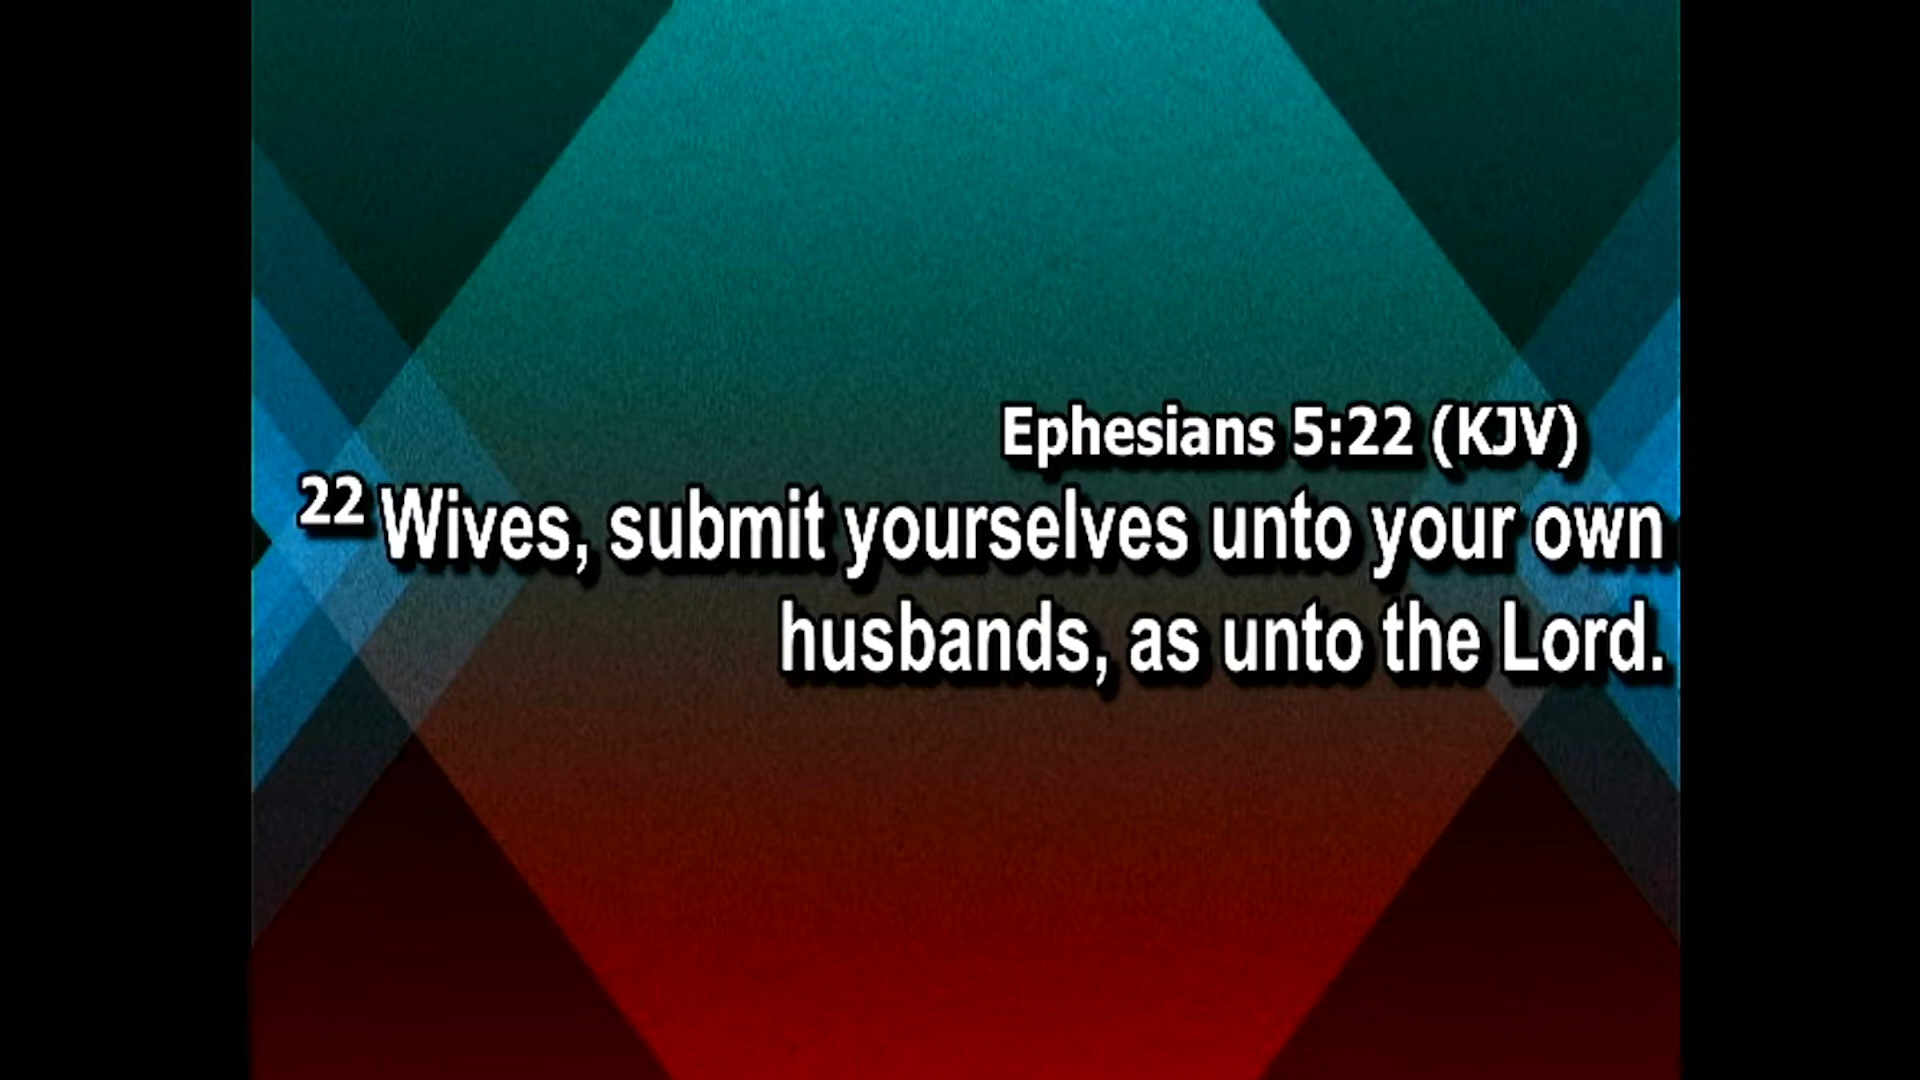 Ephesians 5:22 (KJV)
22 Wives, submit yourselves unto your own
husbands, as unto the Lord.